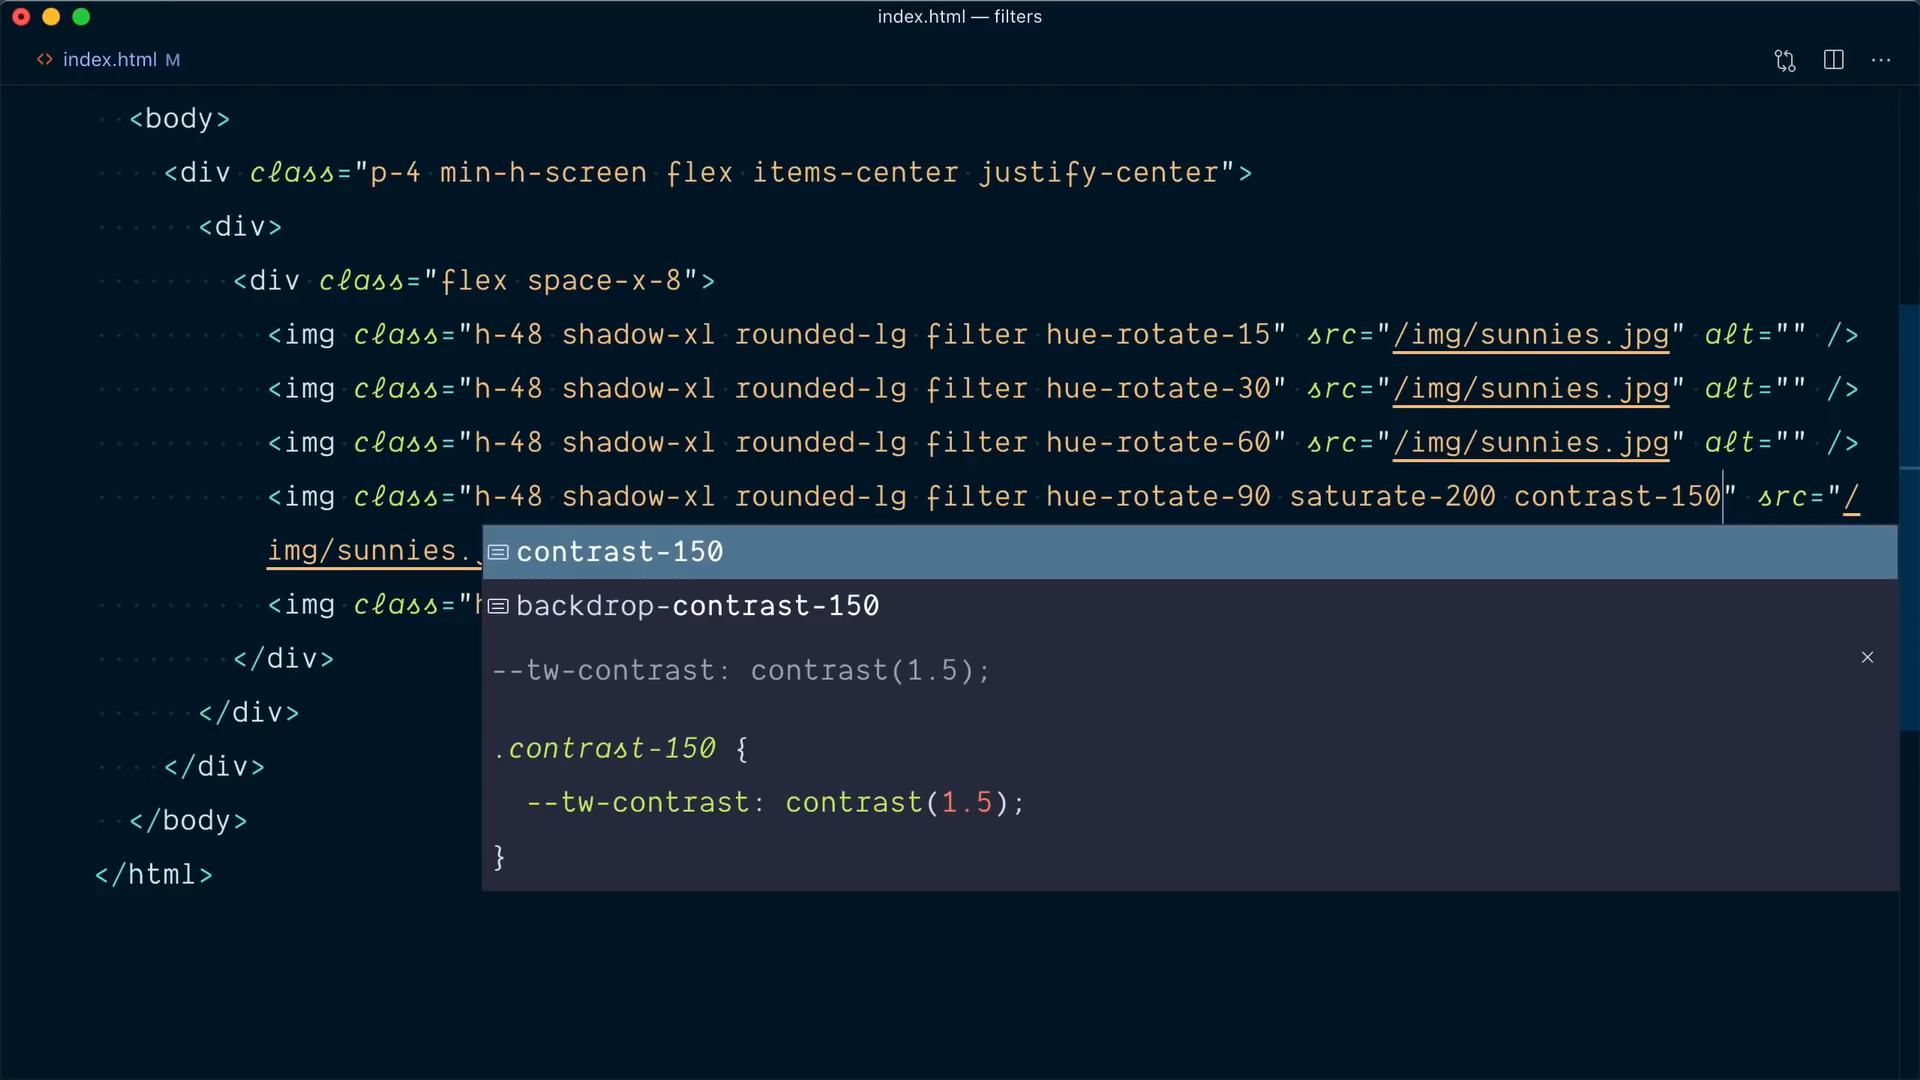 index.html — filters
<> index.html M
<body>
<div class="p-4 min-h-screen flex items-center justify-center">
<div>
<div class="flex space-x-8">
<img class="h-48 shadow-xl rounded-lg filter hue-rotate-15" src="/img/sunnies.jpg" alt="" />
<img class="h-48 shadow-xl rounded-lg filter hue-rotate-30" src="/img/sunnies.jpg" alt="" />
<img class="h-48 shadow-xl rounded-lg filter hue-rotate-60" src="/img/sunnies.jpg" alt="" />
<img class="h-48 shadow-xl rounded-lg filter hue-rotate-90 saturate-200 contrast-150" src="/
img/sunnies.
contrast-150
<img class="h
backdrop-contrast-150
--tw-contrast: contrast(1.5);
.contrast-150 {
--tw-contrast: contrast(1.5);
}
</div>
</div>
</div>
</body>
</html>